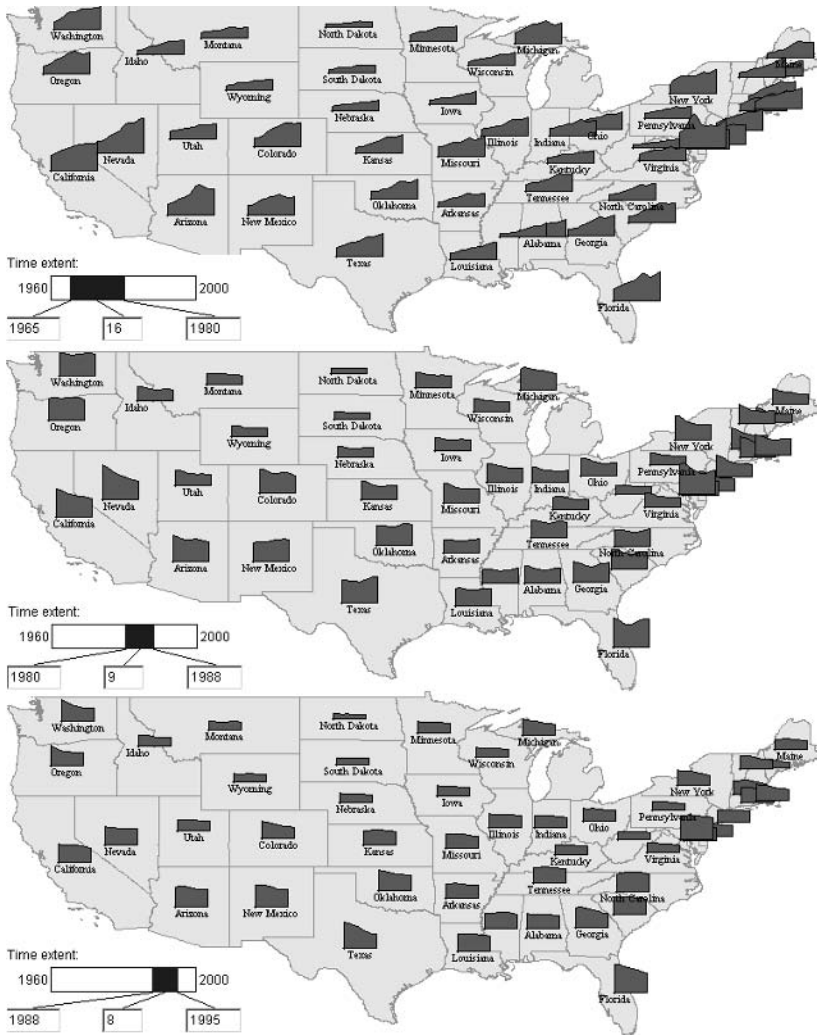 Washington
North Dakota
Minnesota
Michigan
Montana
Maine
Oregon
Idaho
Wisconsin
South Dakota
New York
Wyoming
Iowa
Nebraska
Pennsylvania
Ohio
Illinois
Indiana
Utah
Colorado
Kansas
Nevada
Missouri
Virginia
Kentucky
California
Tennessee
Oklahoma
North Carolina
Arkansas
Arizona
New Mexico
Alabama
Georgia
Texas
Louisiana
Time extent:
1960
2000
Florida
1965
16
1980
Washington
North Dakota
Minnesota
Michigan
Montana
Idaho
Maine
Oregon
Wisconsin
South Dakota
New York
Wyoming
Iowa
Nebraska
Pennsylvania
Utah
Colorado
Illinois
Indiana
Ohio
Nevada
Kansas
Missouri
Virginia
California
Kentucky
Tennessee
Oklahoma
North Carolina
Arkansas
Arizona
New Mexico
Alabama
Georgia
Texas
Louisiana
Time extent:
1960
2000
Florida
1980
9
1988
Washington
North Dakota
Minnesota
Michigan
Montana
Idaho
Maine
Oregon
Wisconsin
South Dakota
Wyoming
New York
Iowa
Nebraska
Pennsylvania
Utah
Illinois
Indiana
Ohio
Colorado
Nevada
Kansas
Missouri
Virginia
California
Kentucky
Tennessee
Oklahoma
North Carolina
Arkansas
Arizona
New Mexico
Alabama
Georgia
Texas
Louisiana
Time extent:
1960
2000
Florida
1988
8
1995